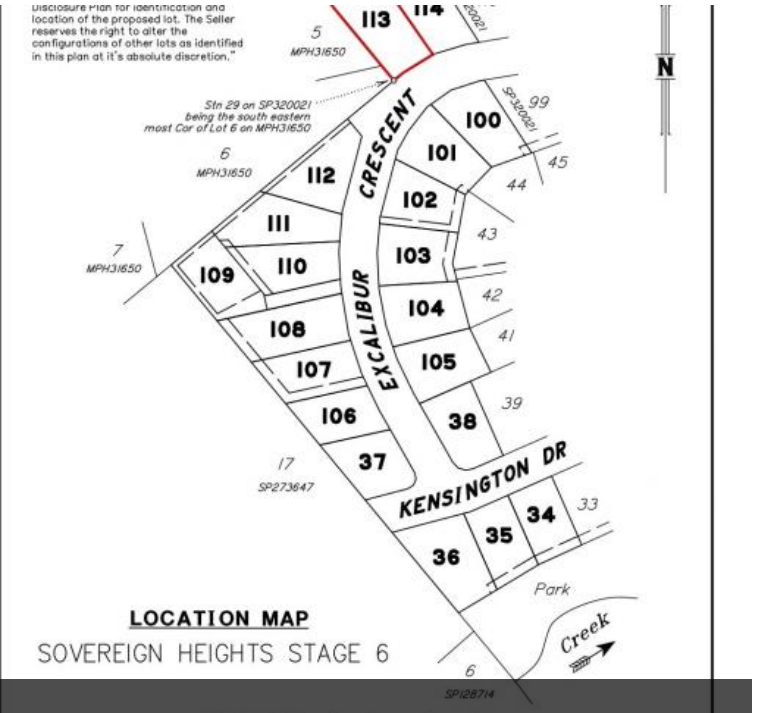 Disclosure Plan for identification and
location of the proposed lot. The Seller
reserves the right to alter the
configurations of other lots as identified
in this plan at it's absolute discretion."
113
114
SP320021
5
MPH31650
N
Stn 29 on SP320021
being the south eastern
most Cor of Lot 6 on MPH31650
CRESCENT
100
SP320021
99
101
45
6
MPH31650
112
44
102
111
43
7
MPH31650
109
110
103
42
EXCALIBUR
104
108
41
107
105
39
106
38
37
17
SP273647
KENSINGTON DR
33
34
35
36
Park
LOCATION MAP
SOVEREIGN HEIGHTS STAGE 6
Creek
6
SP128714